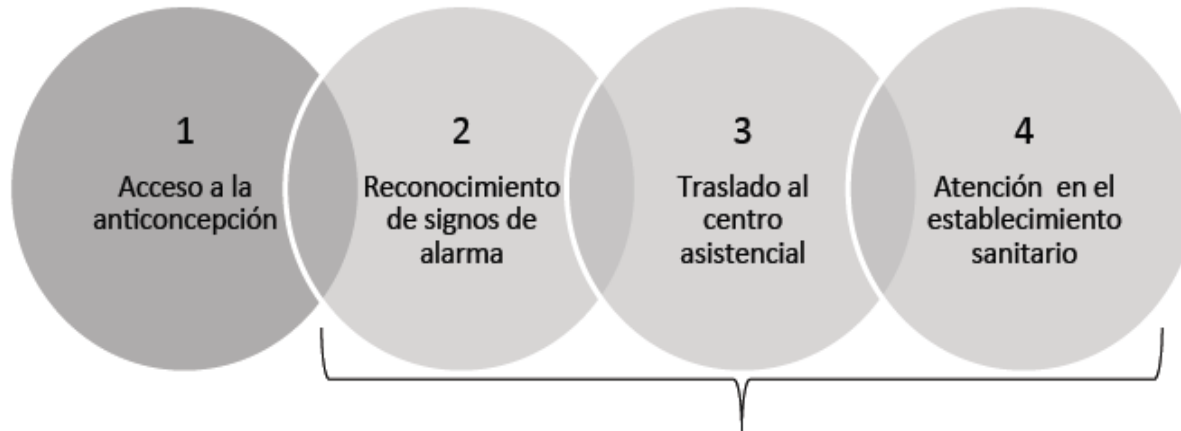 1
Acceso a la
anticoncepción
2
Reconocimiento
de signos de
alarma
3
Traslado al
centro
asistencial
4
Atención en el
establecimiento
sanitario